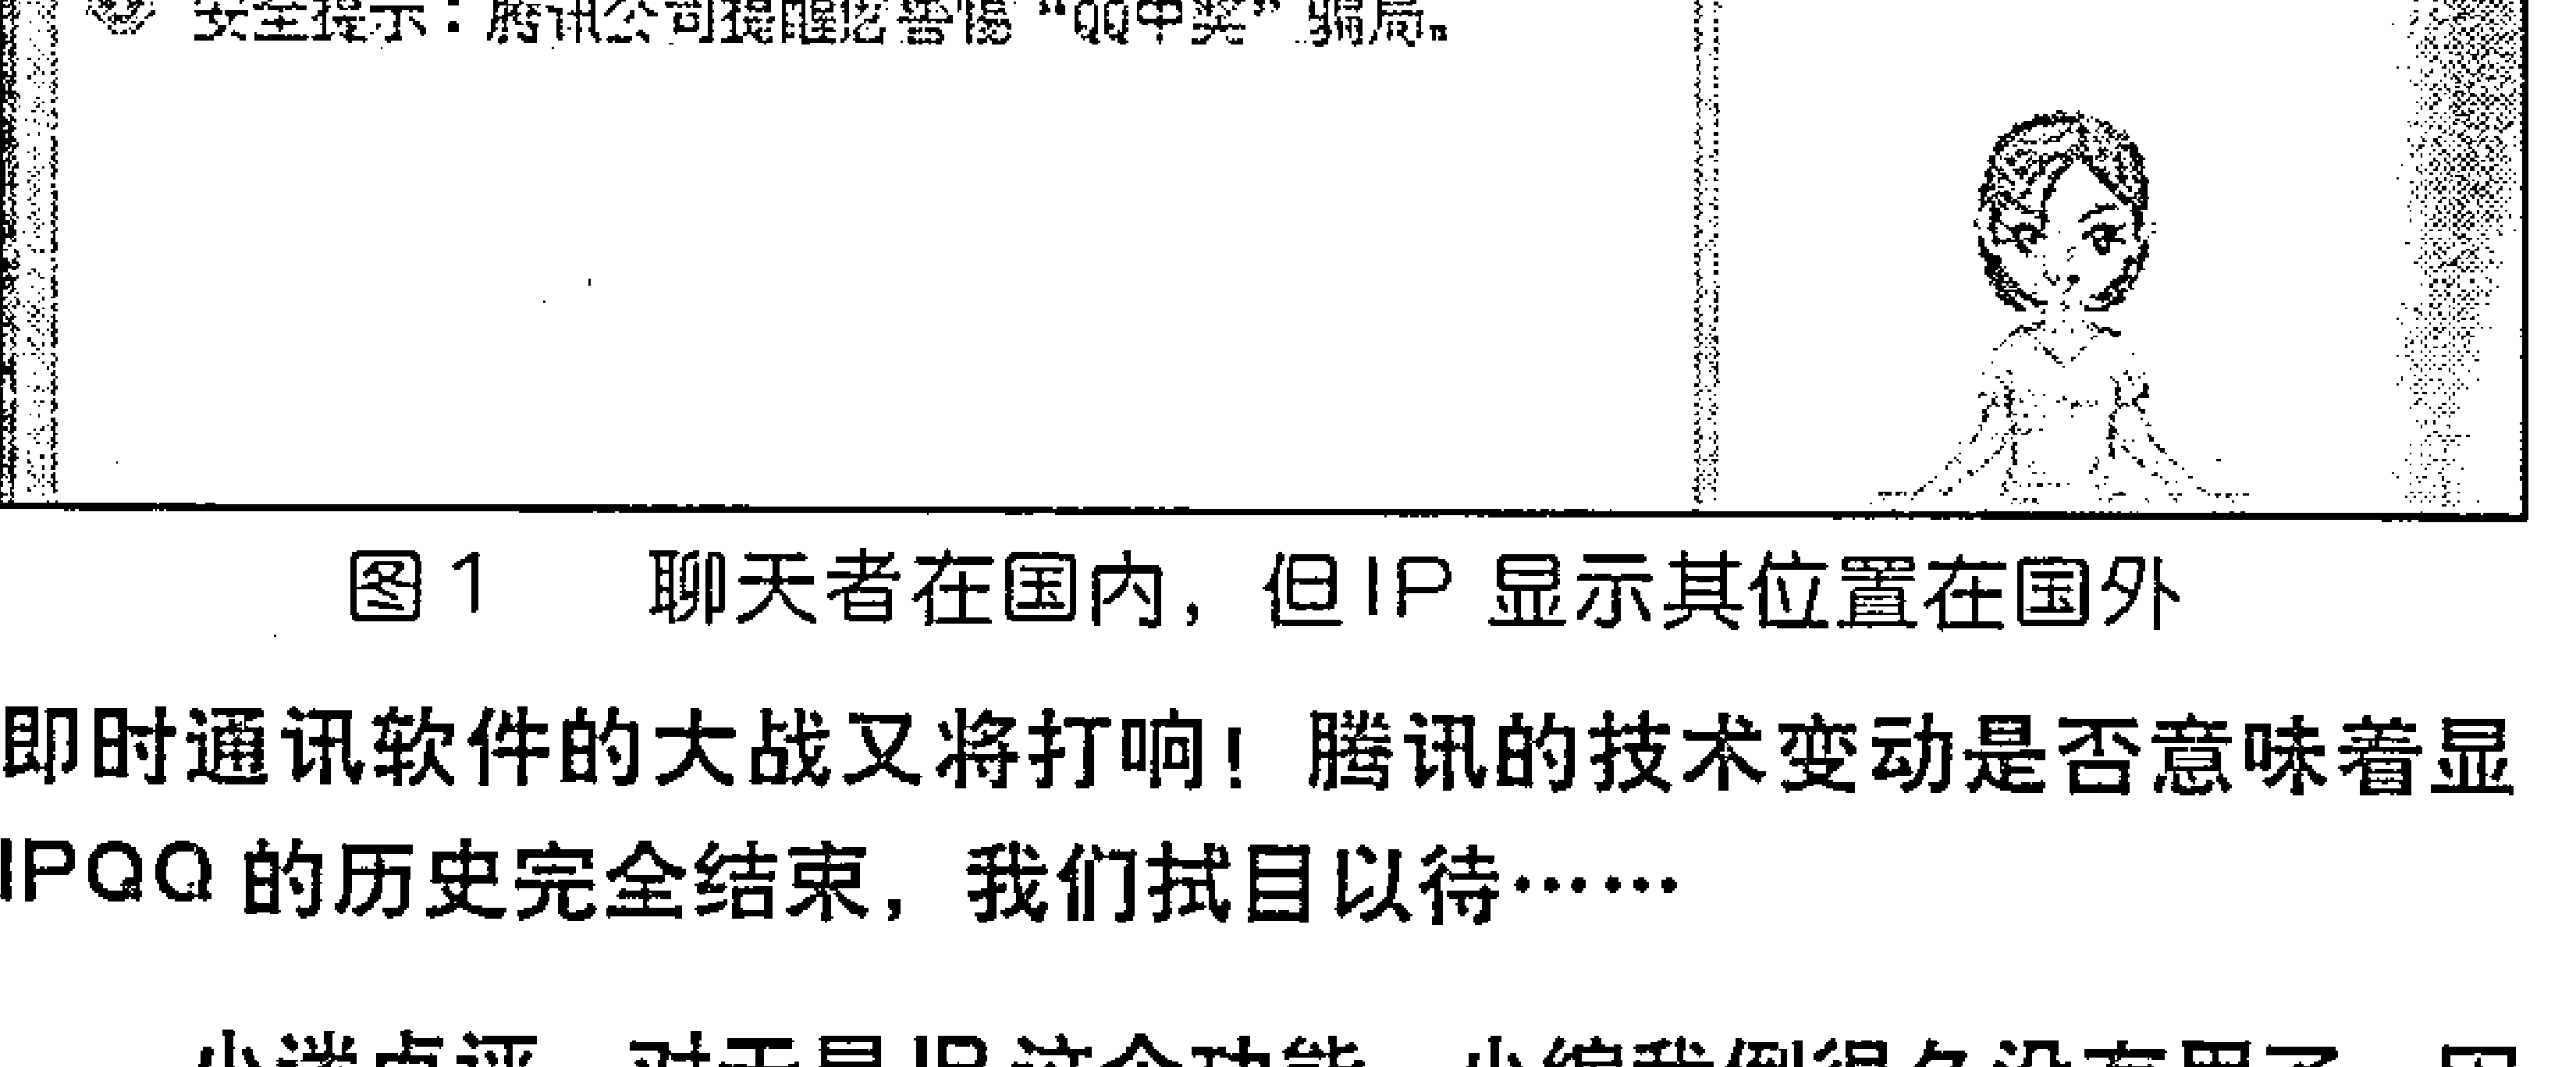 安全提示：腾讯公司提醒您警惕“QQ中奖”骗局。
图1 聊天者在国内，但IP 显示其位置在国外
即时通讯软件的大战又将打响！腾讯的技术变动是否意味着显
IPQQ 的历史完全结束，我们拭目以待……